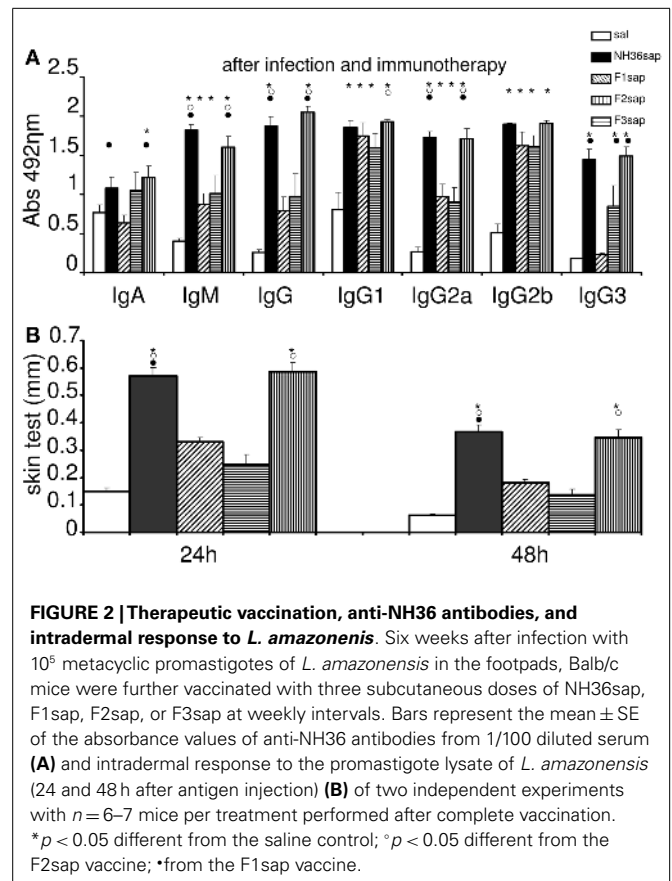 A
after infection and immunotherapy
sal
NH36sap
F1sap
F2sap
F3sap
Abs 492nm
2.5
2
1.5
1
0.5
0
* * * * * * * * * * * * * * * * * * * *
IgA IgM IgG IgG1 IgG2a IgG2b IgG3
B
skin test (mm)
0.7
0.6
0.5
0.4
0.3
0.2
0.1
0
* * * *
24h 48h
FIGURE 2 | Therapeutic vaccination, anti-NH36 antibodies, and
intradermal response to L. amazonenis. Six weeks after infection with
10⁵ metacyclic promastigotes of L. amazonensis in the footpads, Balb/c
mice were further vaccinated with three subcutaneous doses of NH36sap,
F1sap, F2sap, or F3sap at weekly intervals. Bars represent the mean ± SE
of the absorbance values of anti-NH36 antibodies from 1/100 diluted serum
(A) and intradermal response to the promastigote lysate of L. amazonensis
(24 and 48 h after antigen injection) (B) of two independent experiments
with n = 6–7 mice per treatment performed after complete vaccination.
*p < 0.05 different from the saline control; °p < 0.05 different from the
F2sap vaccine; •from the F1sap vaccine.